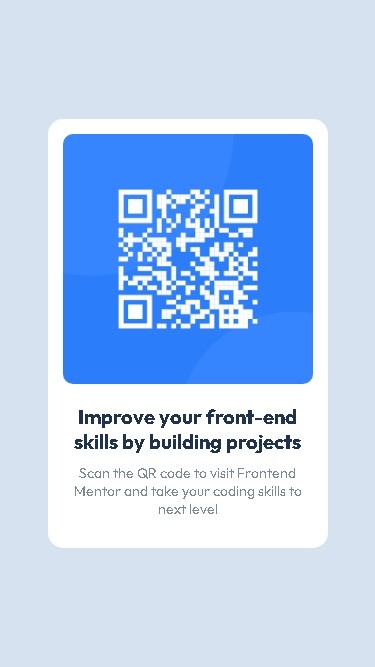 Improve your front-end
skills by building projects
Scan the QR code to visit Frontend
Mentor and take your coding skills to
next level